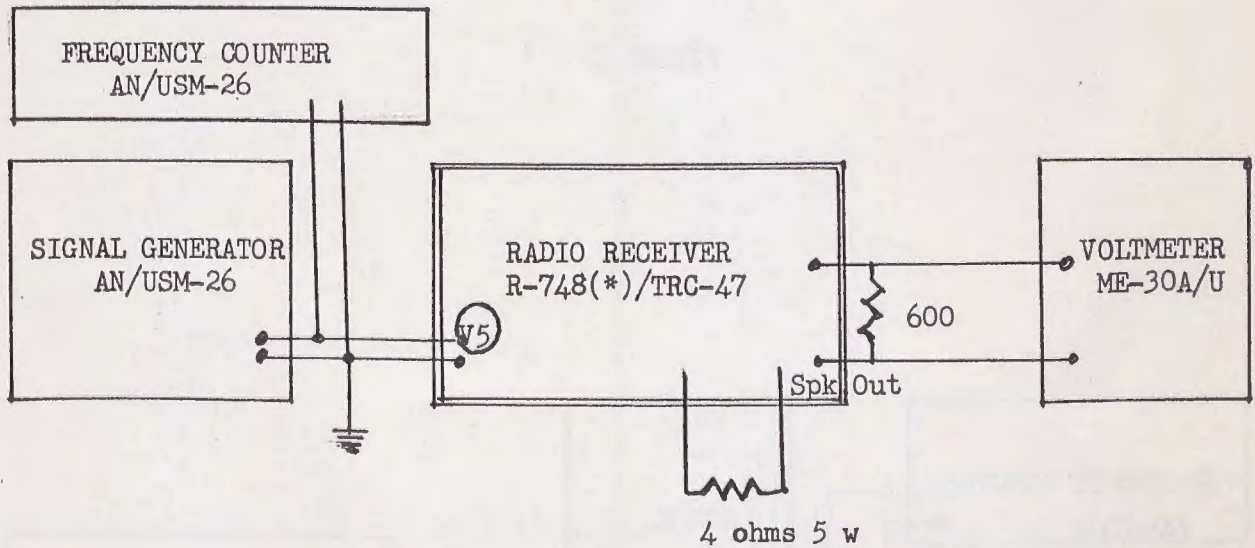 FREQUENCY COUNTER
AN/USM-26
SIGNAL GENERATOR
AN/USM-26
V5
RADIO RECEIVER
R-748(*)/TRC-47
Spk Out
600
VOLTMETER
ME-30A/U
4 ohms 5 w